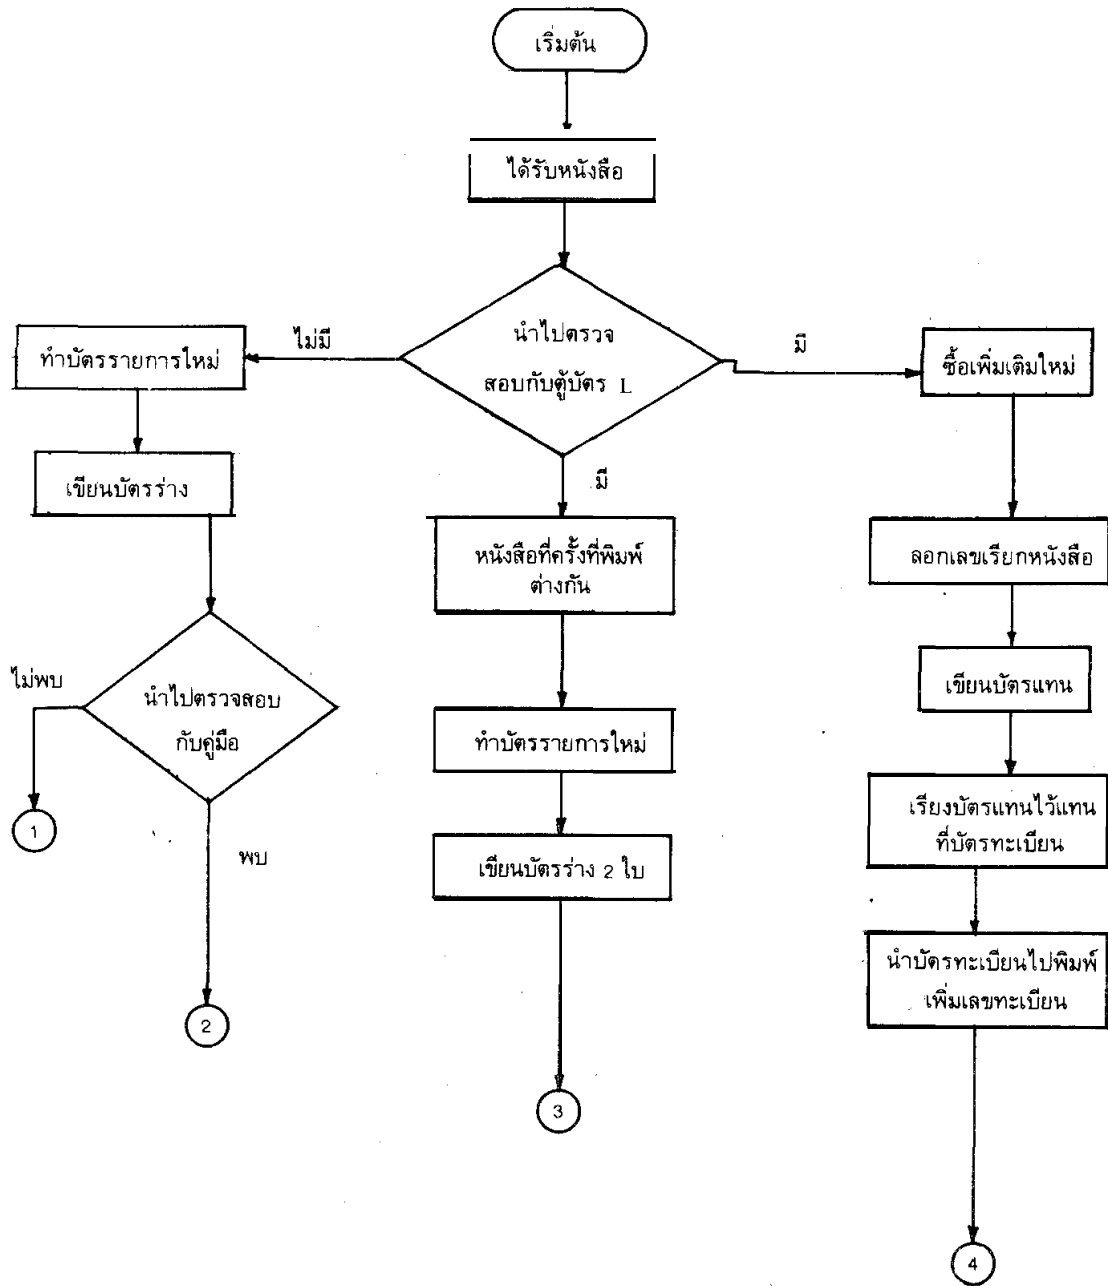 เริ่มต้น
ได้รับหนังสือ
นำไปตรวจ
สอบกับตู้บัตร L
ไม่มี
มี
มี
ทำบัตรรายการใหม่
เขียนบัตรร่าง
นำไปตรวจสอบ
กับคู่มือ
ไม่พบ
1
พบ
2
หนังสือที่ครั้งที่พิมพ์
ต่างกัน
ทำบัตรรายการใหม่
เขียนบัตรร่าง 2 ใบ
3
ซื้อเพิ่มเติมใหม่
ลอกเลขเรียกหนังสือ
เขียนบัตรแทน
เรียงบัตรแทนไว้แทน
ที่บัตรทะเบียน
นำบัตรทะเบียนไปพิมพ์
เพิ่มเลขทะเบียน
4